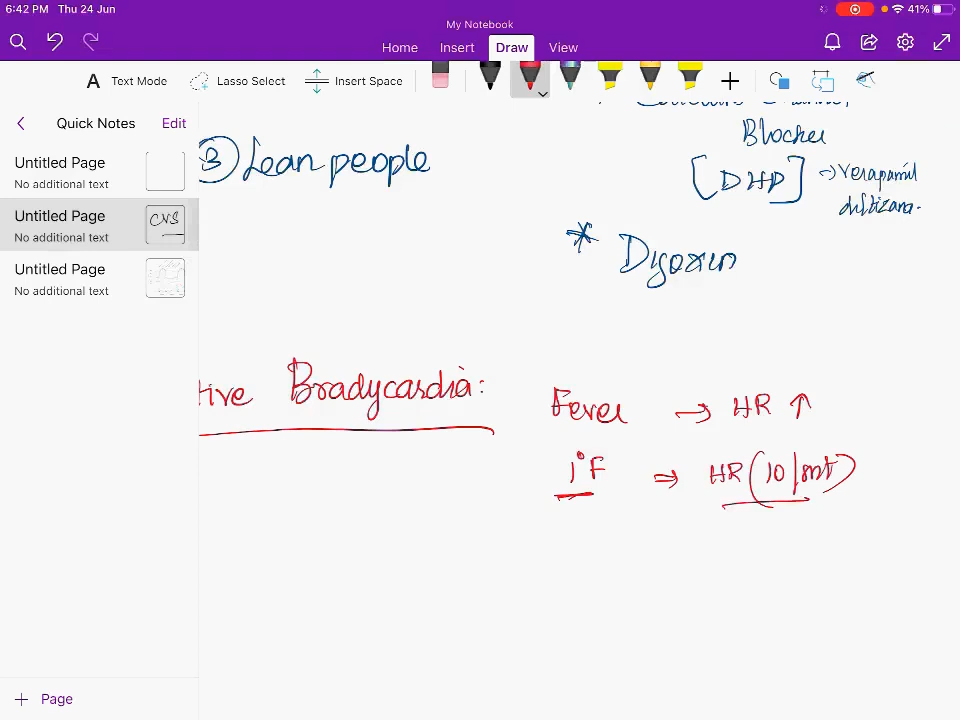 6:42 PM Thu 24 Jun
41%
My Notebook
Home Insert Draw View
Text Mode Lasso Select Insert Space
Quick Notes Edit
Untitled Page
No additional text
Untitled Page
No additional text
CNS
Untitled Page
No additional text
Page
Blocker
③ Lean people
[DHP] → Verapamil
* Digoxin
tive Bradycardia:
Fever → HR ↑
1°F ⇒ HR (10/mt)